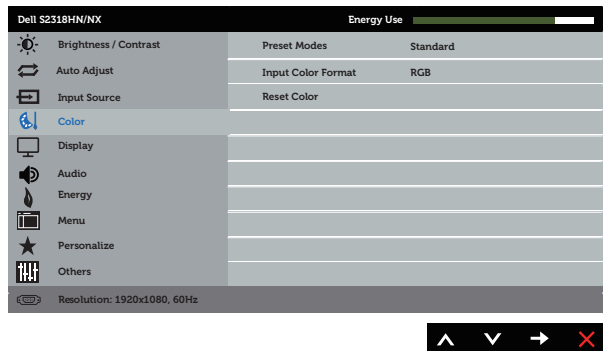 Dell S2318HN/NX Energy Use
Brightness / Contrast Preset Modes Standard
Auto Adjust Input Color Format RGB
Input Source Reset Color
Color
Display
Audio
Energy
Menu
Personalize
Others
Resolution: 1920x1080, 60Hz